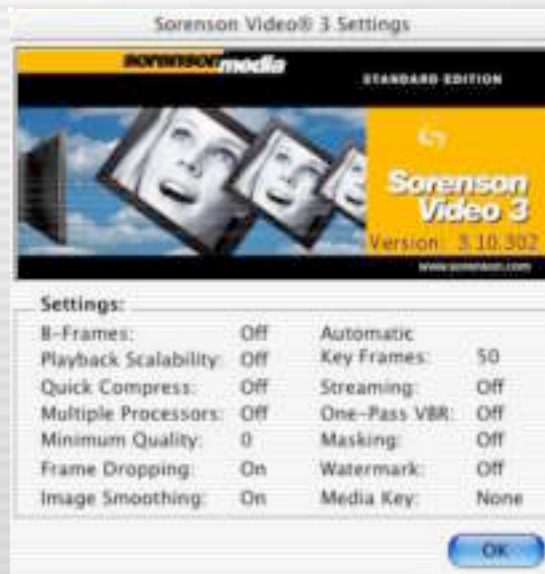 Sorenson Video® 3 Settings
sorenson media
STANDARD EDITION
Sorenson
Video 3
Version: 3.10.302
www.sorenson.com
Settings:
B-Frames: Off Automatic
Playback Scalability: Off Key Frames: 50
Quick Compress: Off Streaming: Off
Multiple Processors: Off One-Pass VBR: Off
Minimum Quality: 0 Masking: Off
Frame Dropping: On Watermark: Off
Image Smoothing: On Media Key: None
OK